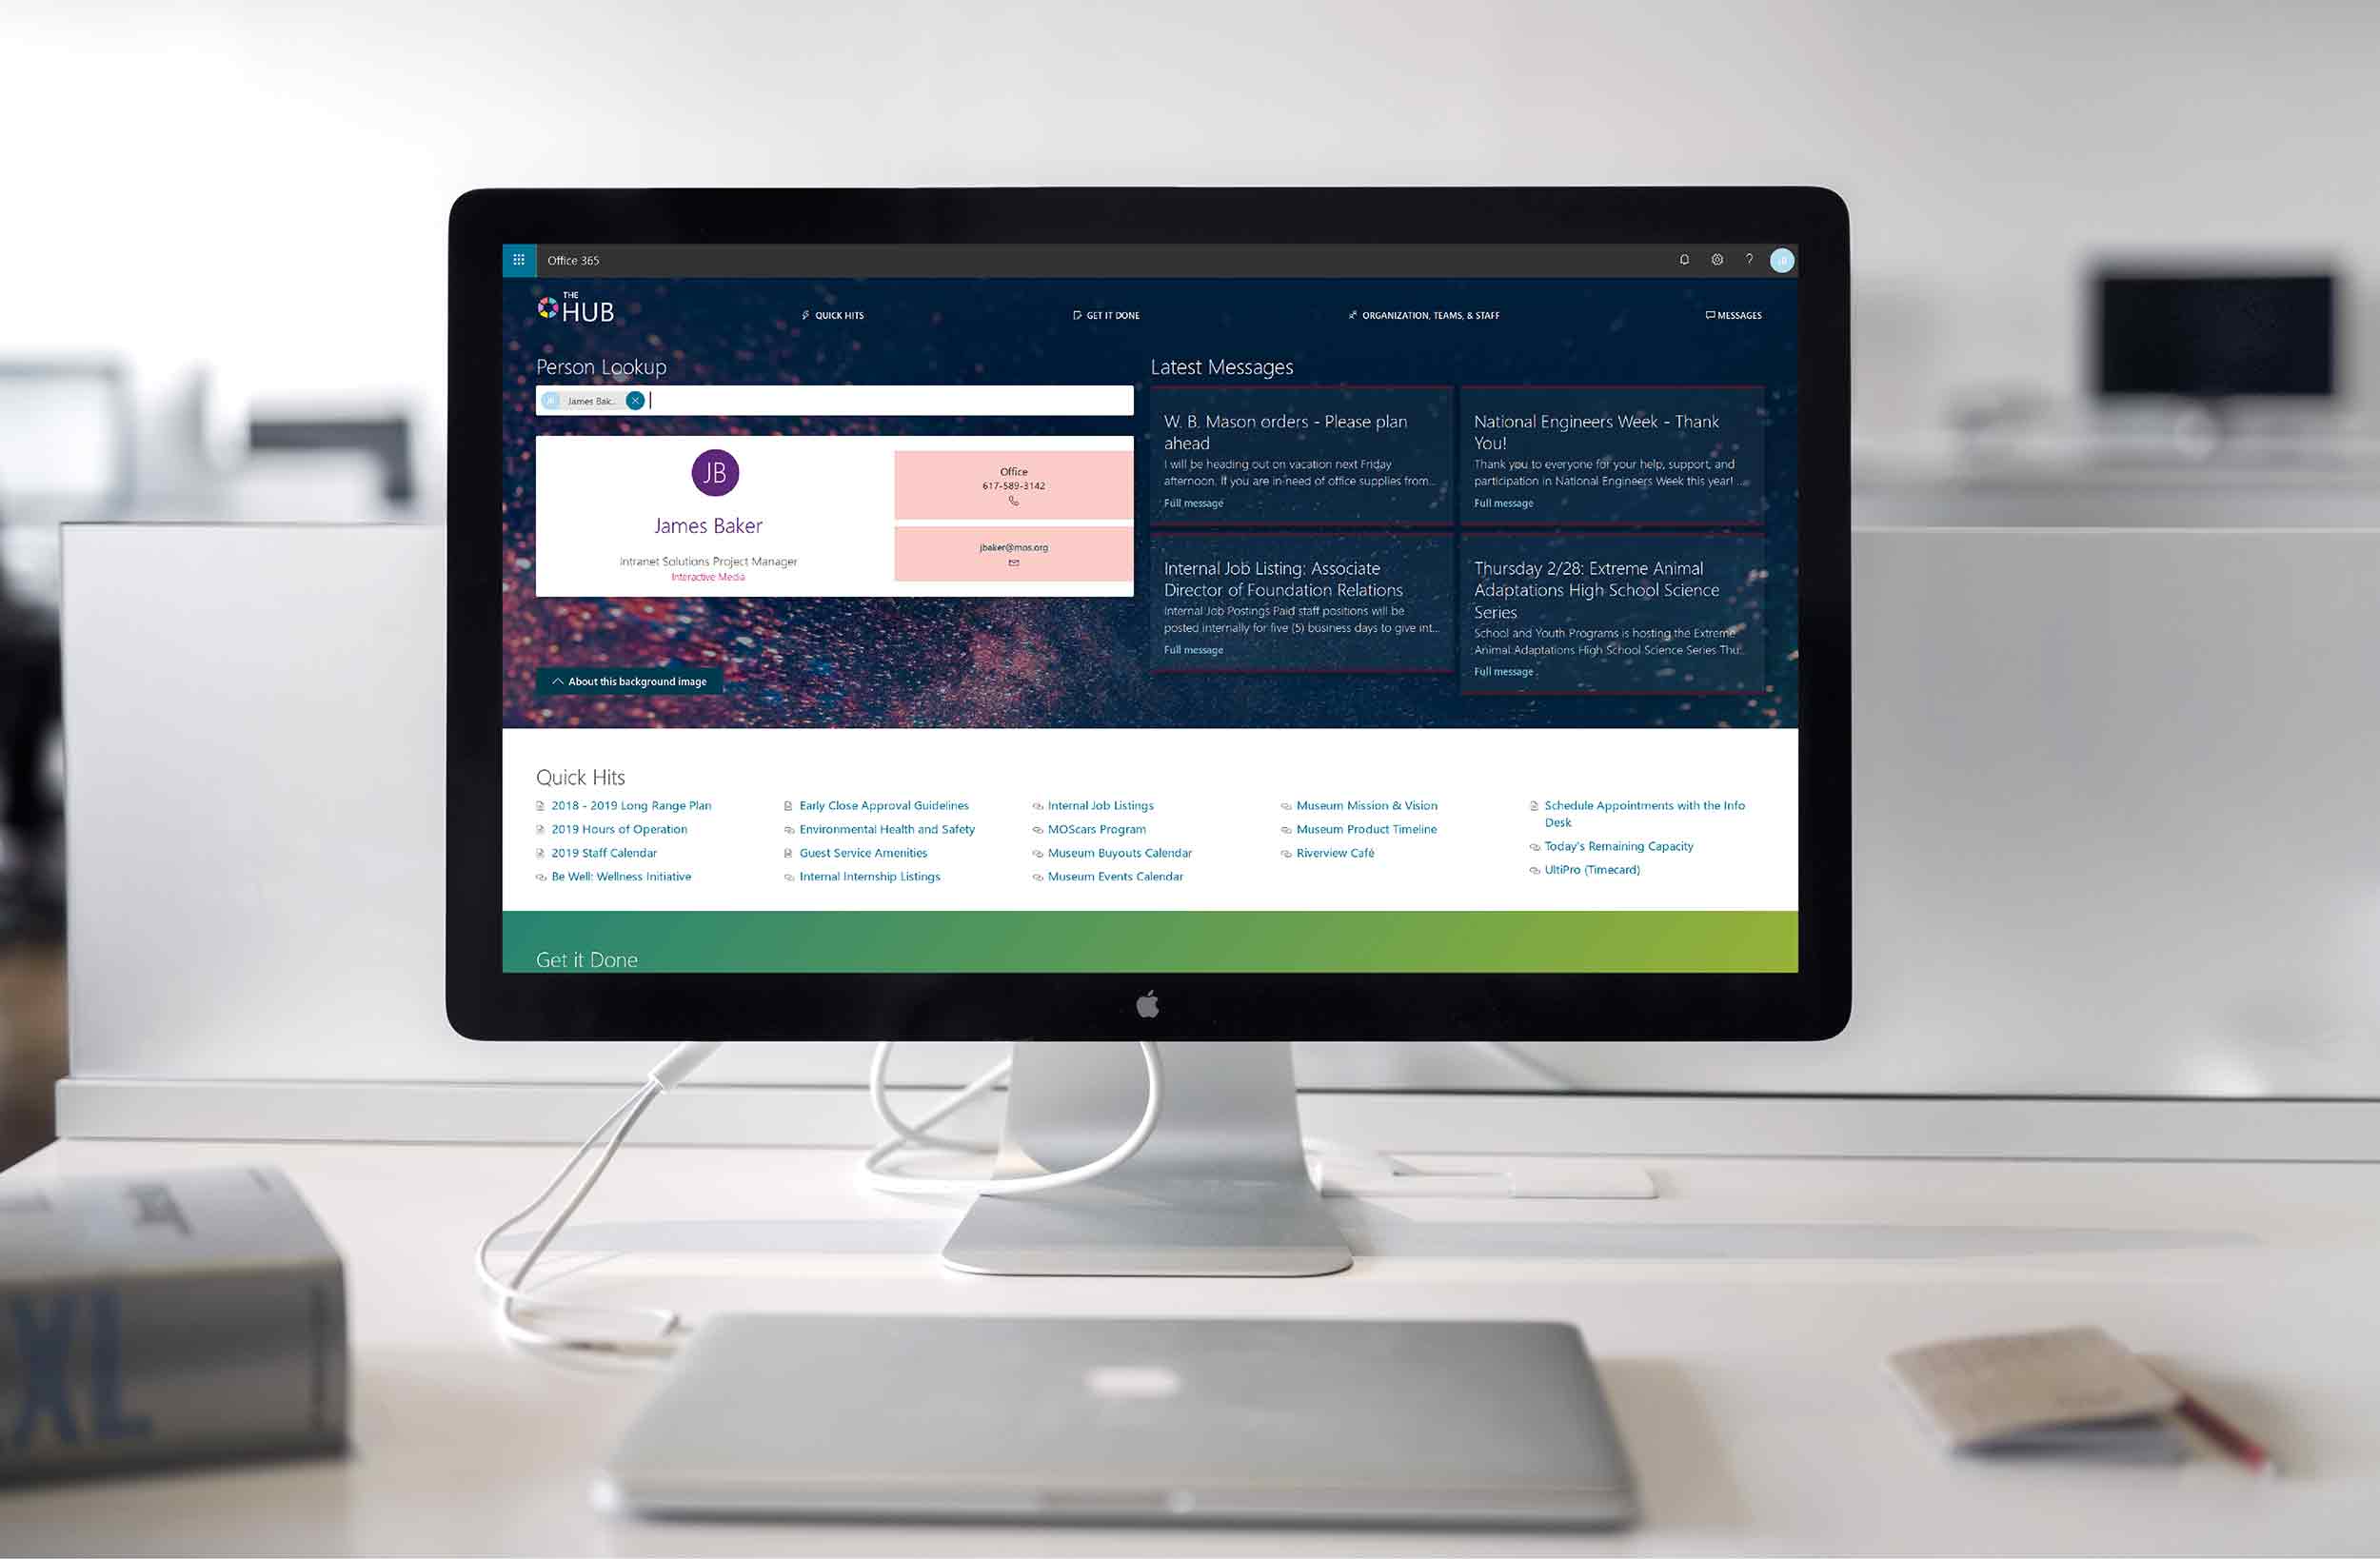 Office 365
?
THE
HUB
QUICK HITS
GET IT DONE
ORGANIZATION, TEAMS, & STAFF
MESSAGES
Person Lookup
James Bak...
JB
James Baker
Intranet Solutions Project Manager
Interactive Media
Office
617-589-3142
jbaker@mos.org
About this background image
Latest Messages
W. B. Mason orders - Please plan
ahead
I will be heading out on vacation next Friday
afternoon. If you are in need of office supplies from...
Full message
National Engineers Week - Thank
You!
Thank you to everyone for your help, support, and
participation in National Engineers Week this year! ...
Full message
Internal Job Listing: Associate
Director of Foundation Relations
Internal Job Postings Paid staff positions will be
posted internally for five (5) business days to give int...
Full message
Thursday 2/28: Extreme Animal
Adaptations High School Science
Series
School and Youth Programs is hosting the Extreme
Animal Adaptations High School Science Series Thu...
Full message
Quick Hits
2018 - 2019 Long Range Plan
2019 Hours of Operation
2019 Staff Calendar
Be Well: Wellness Initiative
Early Close Approval Guidelines
Environmental Health and Safety
Guest Service Amenities
Internal Internship Listings
Internal Job Listings
MOScars Program
Museum Buyouts Calendar
Museum Events Calendar
Museum Mission & Vision
Museum Product Timeline
Riverview Café
Schedule Appointments with the Info
Desk
Today's Remaining Capacity
UltiPro (Timecard)
Get it Done
XL